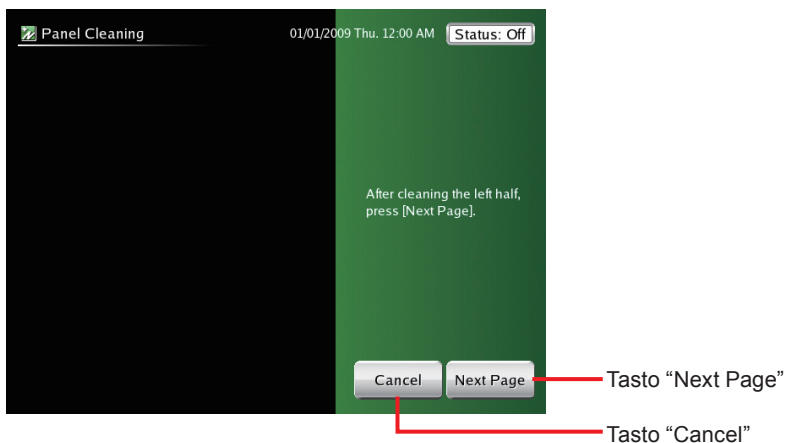 Panel Cleaning 01/01/2009 Thu. 12:00 AM Status: Off
After cleaning the left half,
press [Next Page].
Cancel Next Page
Tasto “Next Page”
Tasto “Cancel”